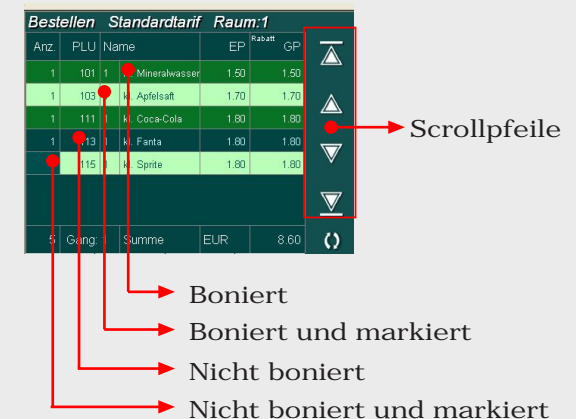 Bestellen Standardtarif Raum:1
Anz. PLU Name EP Rabatt GP
1 101 1 Mineralwasser 1.50 1.50
1 103 1 kl. Apfelsaft 1.70 1.70
1 111 1 kl. Coca-Cola 1.80 1.80
1 113 1 kl. Fanta 1.80 1.80
115 1 kl. Sprite 1.80 1.80
5 Gang: 1 Summe EUR 8.60
Scrollpfeile
Boniert
Boniert und markiert
Nicht boniert
Nicht boniert und markiert